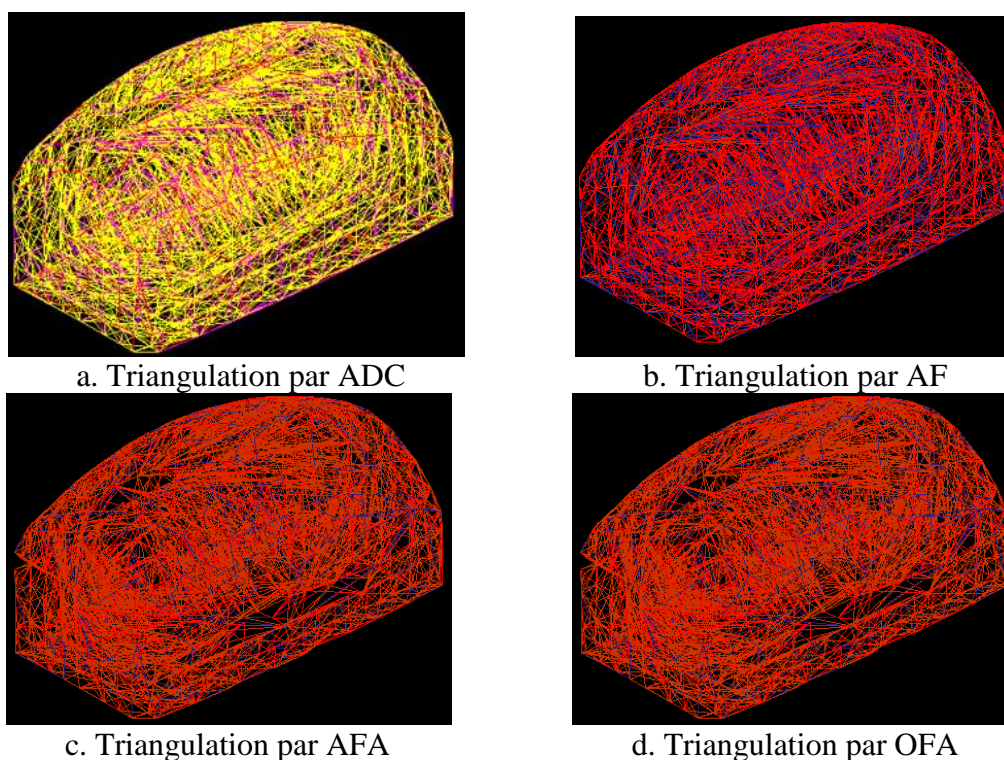 a. Triangulation par ADC
b. Triangulation par AF
c. Triangulation par AFA
d. Triangulation par OFA